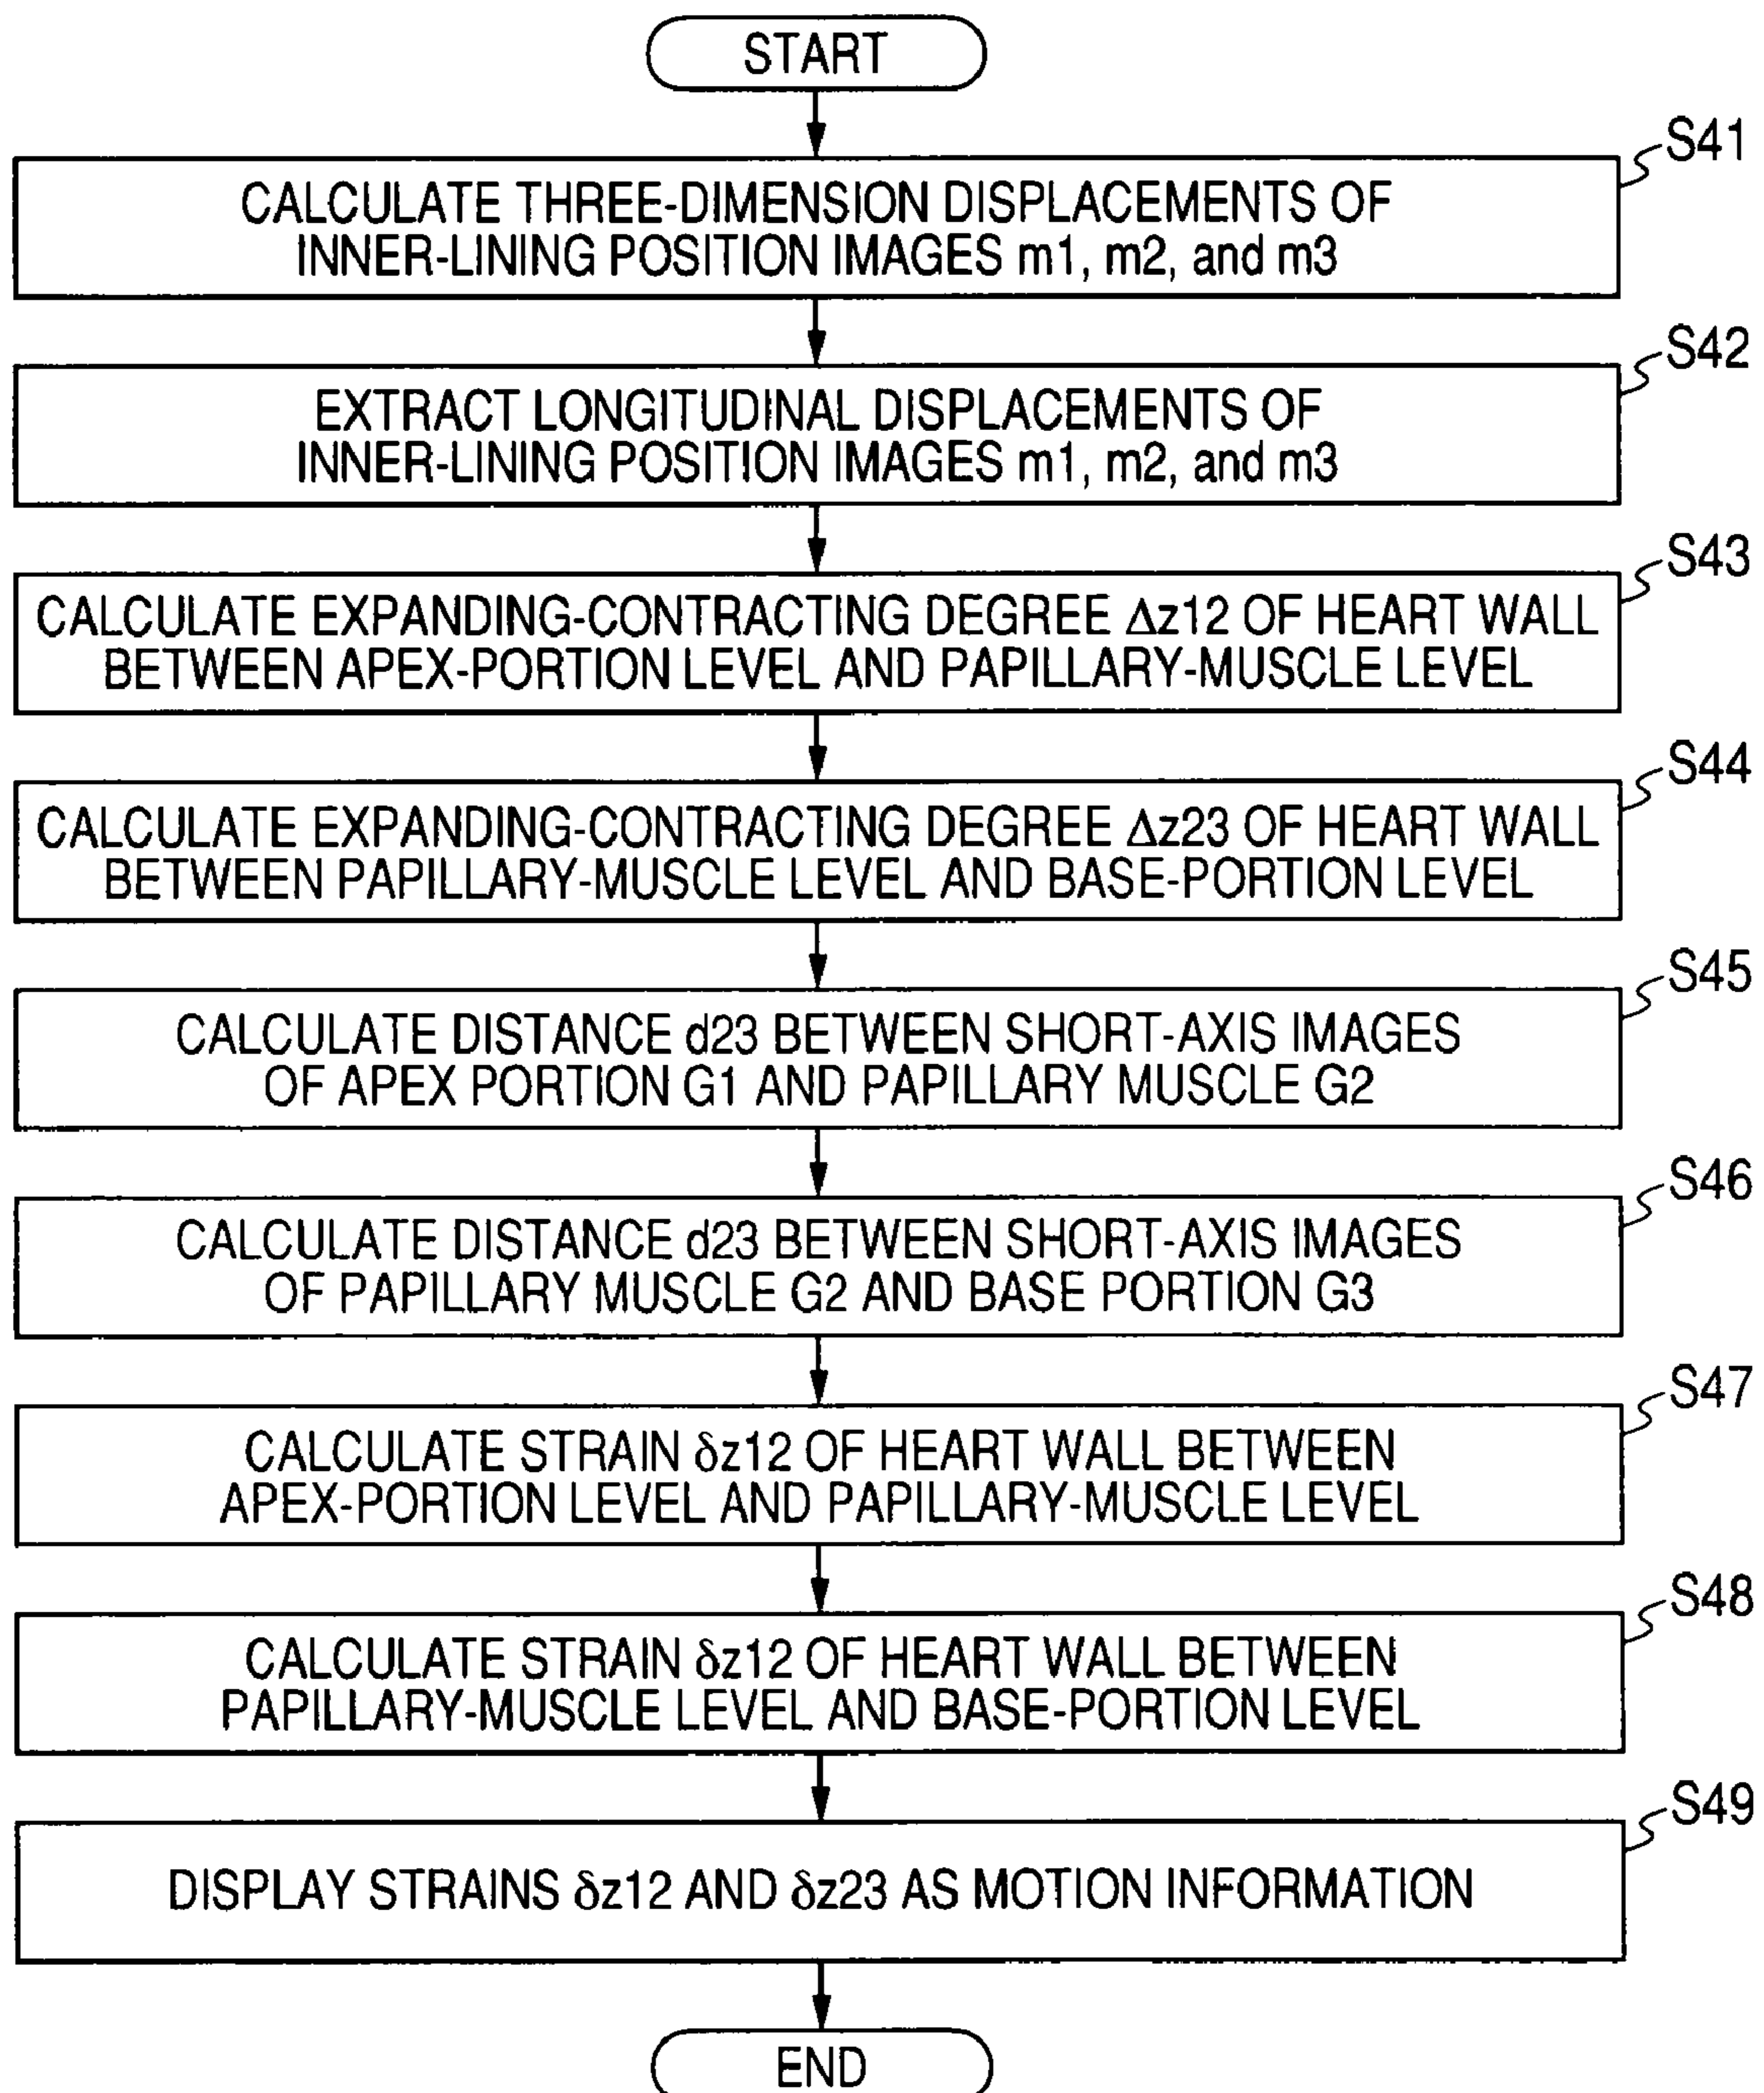 START
S41
CALCULATE THREE-DIMENSION DISPLACEMENTS OF
INNER-LINING POSITION IMAGES m1, m2, and m3
S42
EXTRACT LONGITUDINAL DISPLACEMENTS OF
INNER-LINING POSITION IMAGES m1, m2, and m3
S43
CALCULATE EXPANDING-CONTRACTING DEGREE Δz12 OF HEART WALL
BETWEEN APEX-PORTION LEVEL AND PAPILLARY-MUSCLE LEVEL
S44
CALCULATE EXPANDING-CONTRACTING DEGREE Δz23 OF HEART WALL
BETWEEN PAPILLARY-MUSCLE LEVEL AND BASE-PORTION LEVEL
S45
CALCULATE DISTANCE d23 BETWEEN SHORT-AXIS IMAGES
OF APEX PORTION G1 AND PAPILLARY MUSCLE G2
S46
CALCULATE DISTANCE d23 BETWEEN SHORT-AXIS IMAGES
OF PAPILLARY MUSCLE G2 AND BASE PORTION G3
S47
CALCULATE STRAIN δz12 OF HEART WALL BETWEEN
APEX-PORTION LEVEL AND PAPILLARY-MUSCLE LEVEL
S48
CALCULATE STRAIN δz12 OF HEART WALL BETWEEN
PAPILLARY-MUSCLE LEVEL AND BASE-PORTION LEVEL
S49
DISPLAY STRAINS δz12 AND δz23 AS MOTION INFORMATION
END